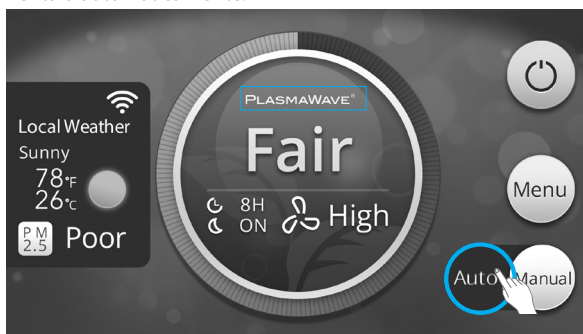 PLASMAWAVE®
Local Weather
Sunny
78°F
26°C
PM
2.5
Poor
Fair
8H
ON
High
Menu
Auto
Manual